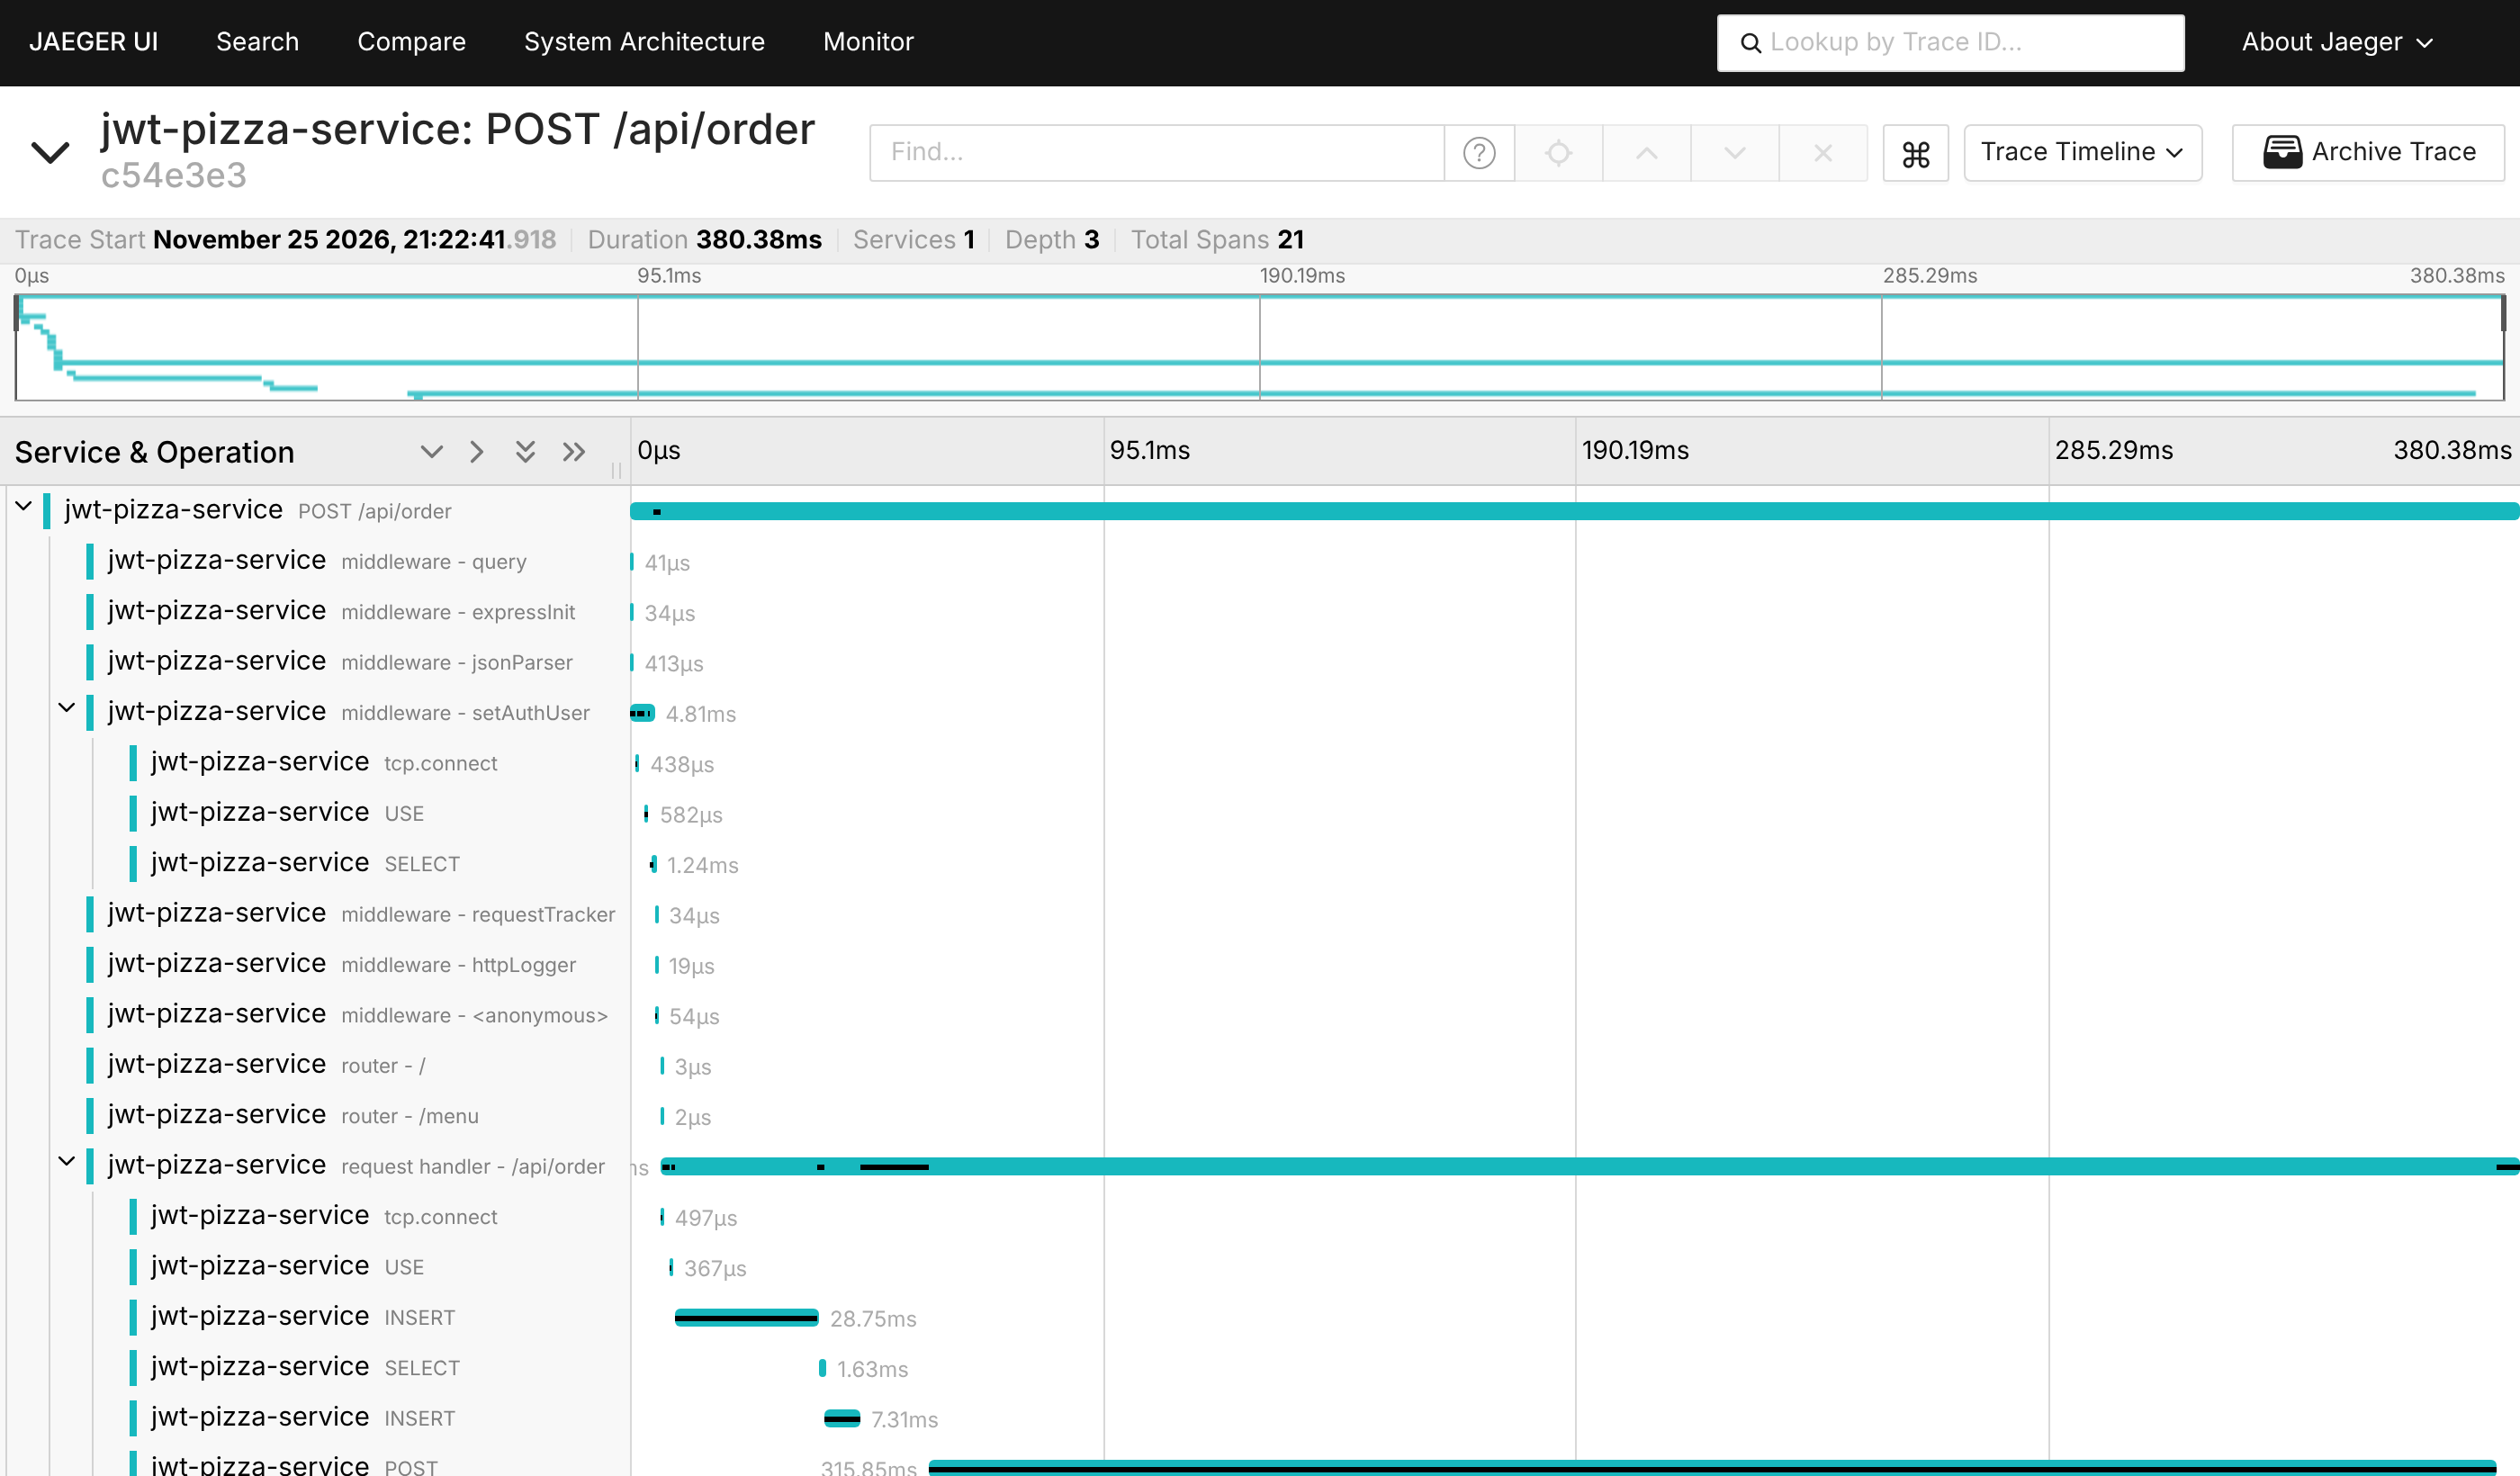 JAEGER UI Search Compare System Architecture Monitor Lookup by Trace ID... About Jaeger
jwt-pizza-service: POST /api/order
c54e3e3
Find... Trace Timeline Archive Trace
Trace Start November 25 2026, 21:22:41.918 Duration 380.38ms Services 1 Depth 3 Total Spans 21
0μs 95.1ms 190.19ms 285.29ms 380.38ms
Service & Operation 0μs 95.1ms 190.19ms 285.29ms 380.38ms
jwt-pizza-service POST /api/order
jwt-pizza-service middleware - query 41μs
jwt-pizza-service middleware - expressInit 34μs
jwt-pizza-service middleware - jsonParser 413μs
jwt-pizza-service middleware - setAuthUser 4.81ms
jwt-pizza-service tcp.connect 438μs
jwt-pizza-service USE 582μs
jwt-pizza-service SELECT 1.24ms
jwt-pizza-service middleware - requestTracker 34μs
jwt-pizza-service middleware - httpLogger 19μs
jwt-pizza-service middleware - <anonymous> 54μs
jwt-pizza-service router - / 3μs
jwt-pizza-service router - /menu 2μs
jwt-pizza-service request handler - /api/order
jwt-pizza-service tcp.connect 497μs
jwt-pizza-service USE 367μs
jwt-pizza-service INSERT 28.75ms
jwt-pizza-service SELECT 1.63ms
jwt-pizza-service INSERT 7.31ms
jwt-pizza-service POST 315.85ms